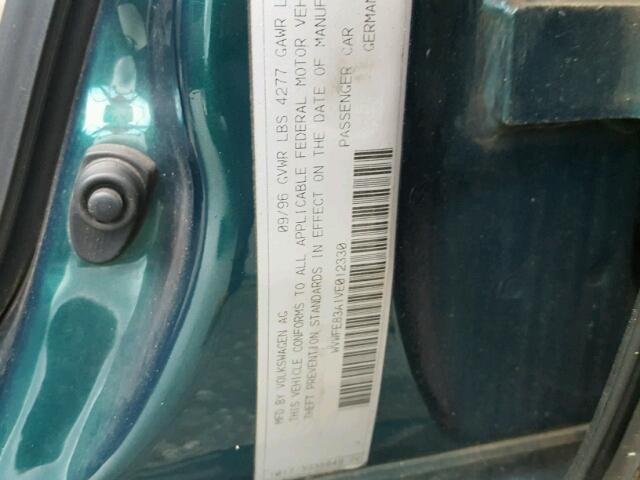 MFD BY VOLKSWAGEN AG 09/96 GVWR LBS 4277 GAWR L
THIS VEHICLE CONFORMS TO ALL APPLICABLE FEDERAL MOTOR VEH
THEFT PREVENTION STANDARDS IN EFFECT ON THE DATE OF MANUF
WVWFE83A1VE012330 PASSENGER CAR GERMAN